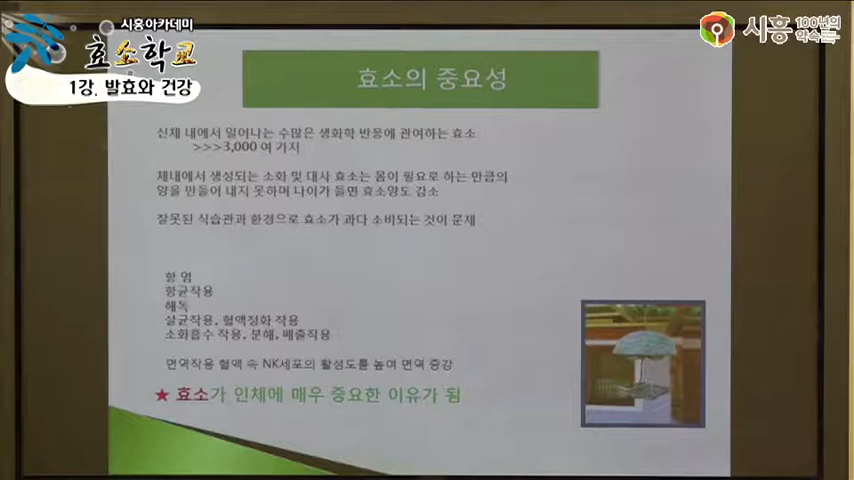 시흥아카데미
효소학교
1강. 발효와 건강
시흥 100년의
약속
효소의 중요성
신체 내에서 일어나는 수많은 생화학 반응에 관여하는 효소
>>>3,000 여 가지
체내에서 생성되는 소화 및 대사 효소는 몸이 필요로 하는 만큼의
양을 만들어 내지 못하며 나이가 들면 효소양도 감소
잘못된 식습관과 환경으로 효소가 과다 소비되는 것이 문제
항 염
항균작용
해독
살균작용, 혈액정화 작용
소화흡수 작용, 분해, 배출작용
면역작용 혈액 속 NK세포의 활성도를 높여 면역 증강
★ 효소가 인체에 매우 중요한 이유가 됨